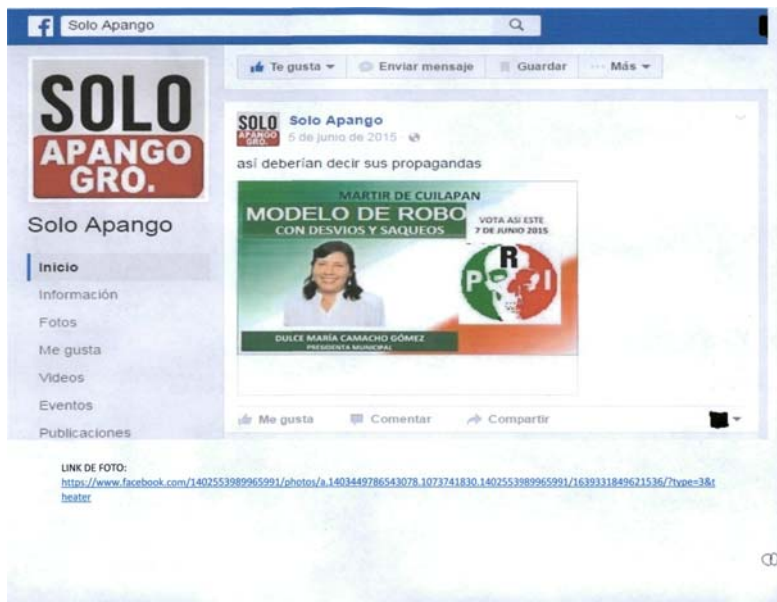 Solo Apango
Te gusta
Enviar mensaje
Guardar
Más
SOLO
APANGO
GRO.
Solo Apango
Inicio
Información
Fotos
Me gusta
Videos
Eventos
Publicaciones
SOLO
APANGO
GRO.
Solo Apango
5 de junio de 2015
así deberían decir sus propagandas
MARTIR DE CUILAPAN
MODELO DE ROBO
CON DESVIOS Y SAQUEOS
VOTA ASI ESTE
7 DE JUNIO 2015
P R I
DULCE MARÍA CAMACHO GÓMEZ
PRESIDENTA MUNICIPAL
Me gusta
Comentar
Compartir
LINK DE FOTO:
https://www.facebook.com/1402553989965991/photos/a.1403449786543078.1073741830.1402553989965991/1639331849621536/?type=3&t
heater